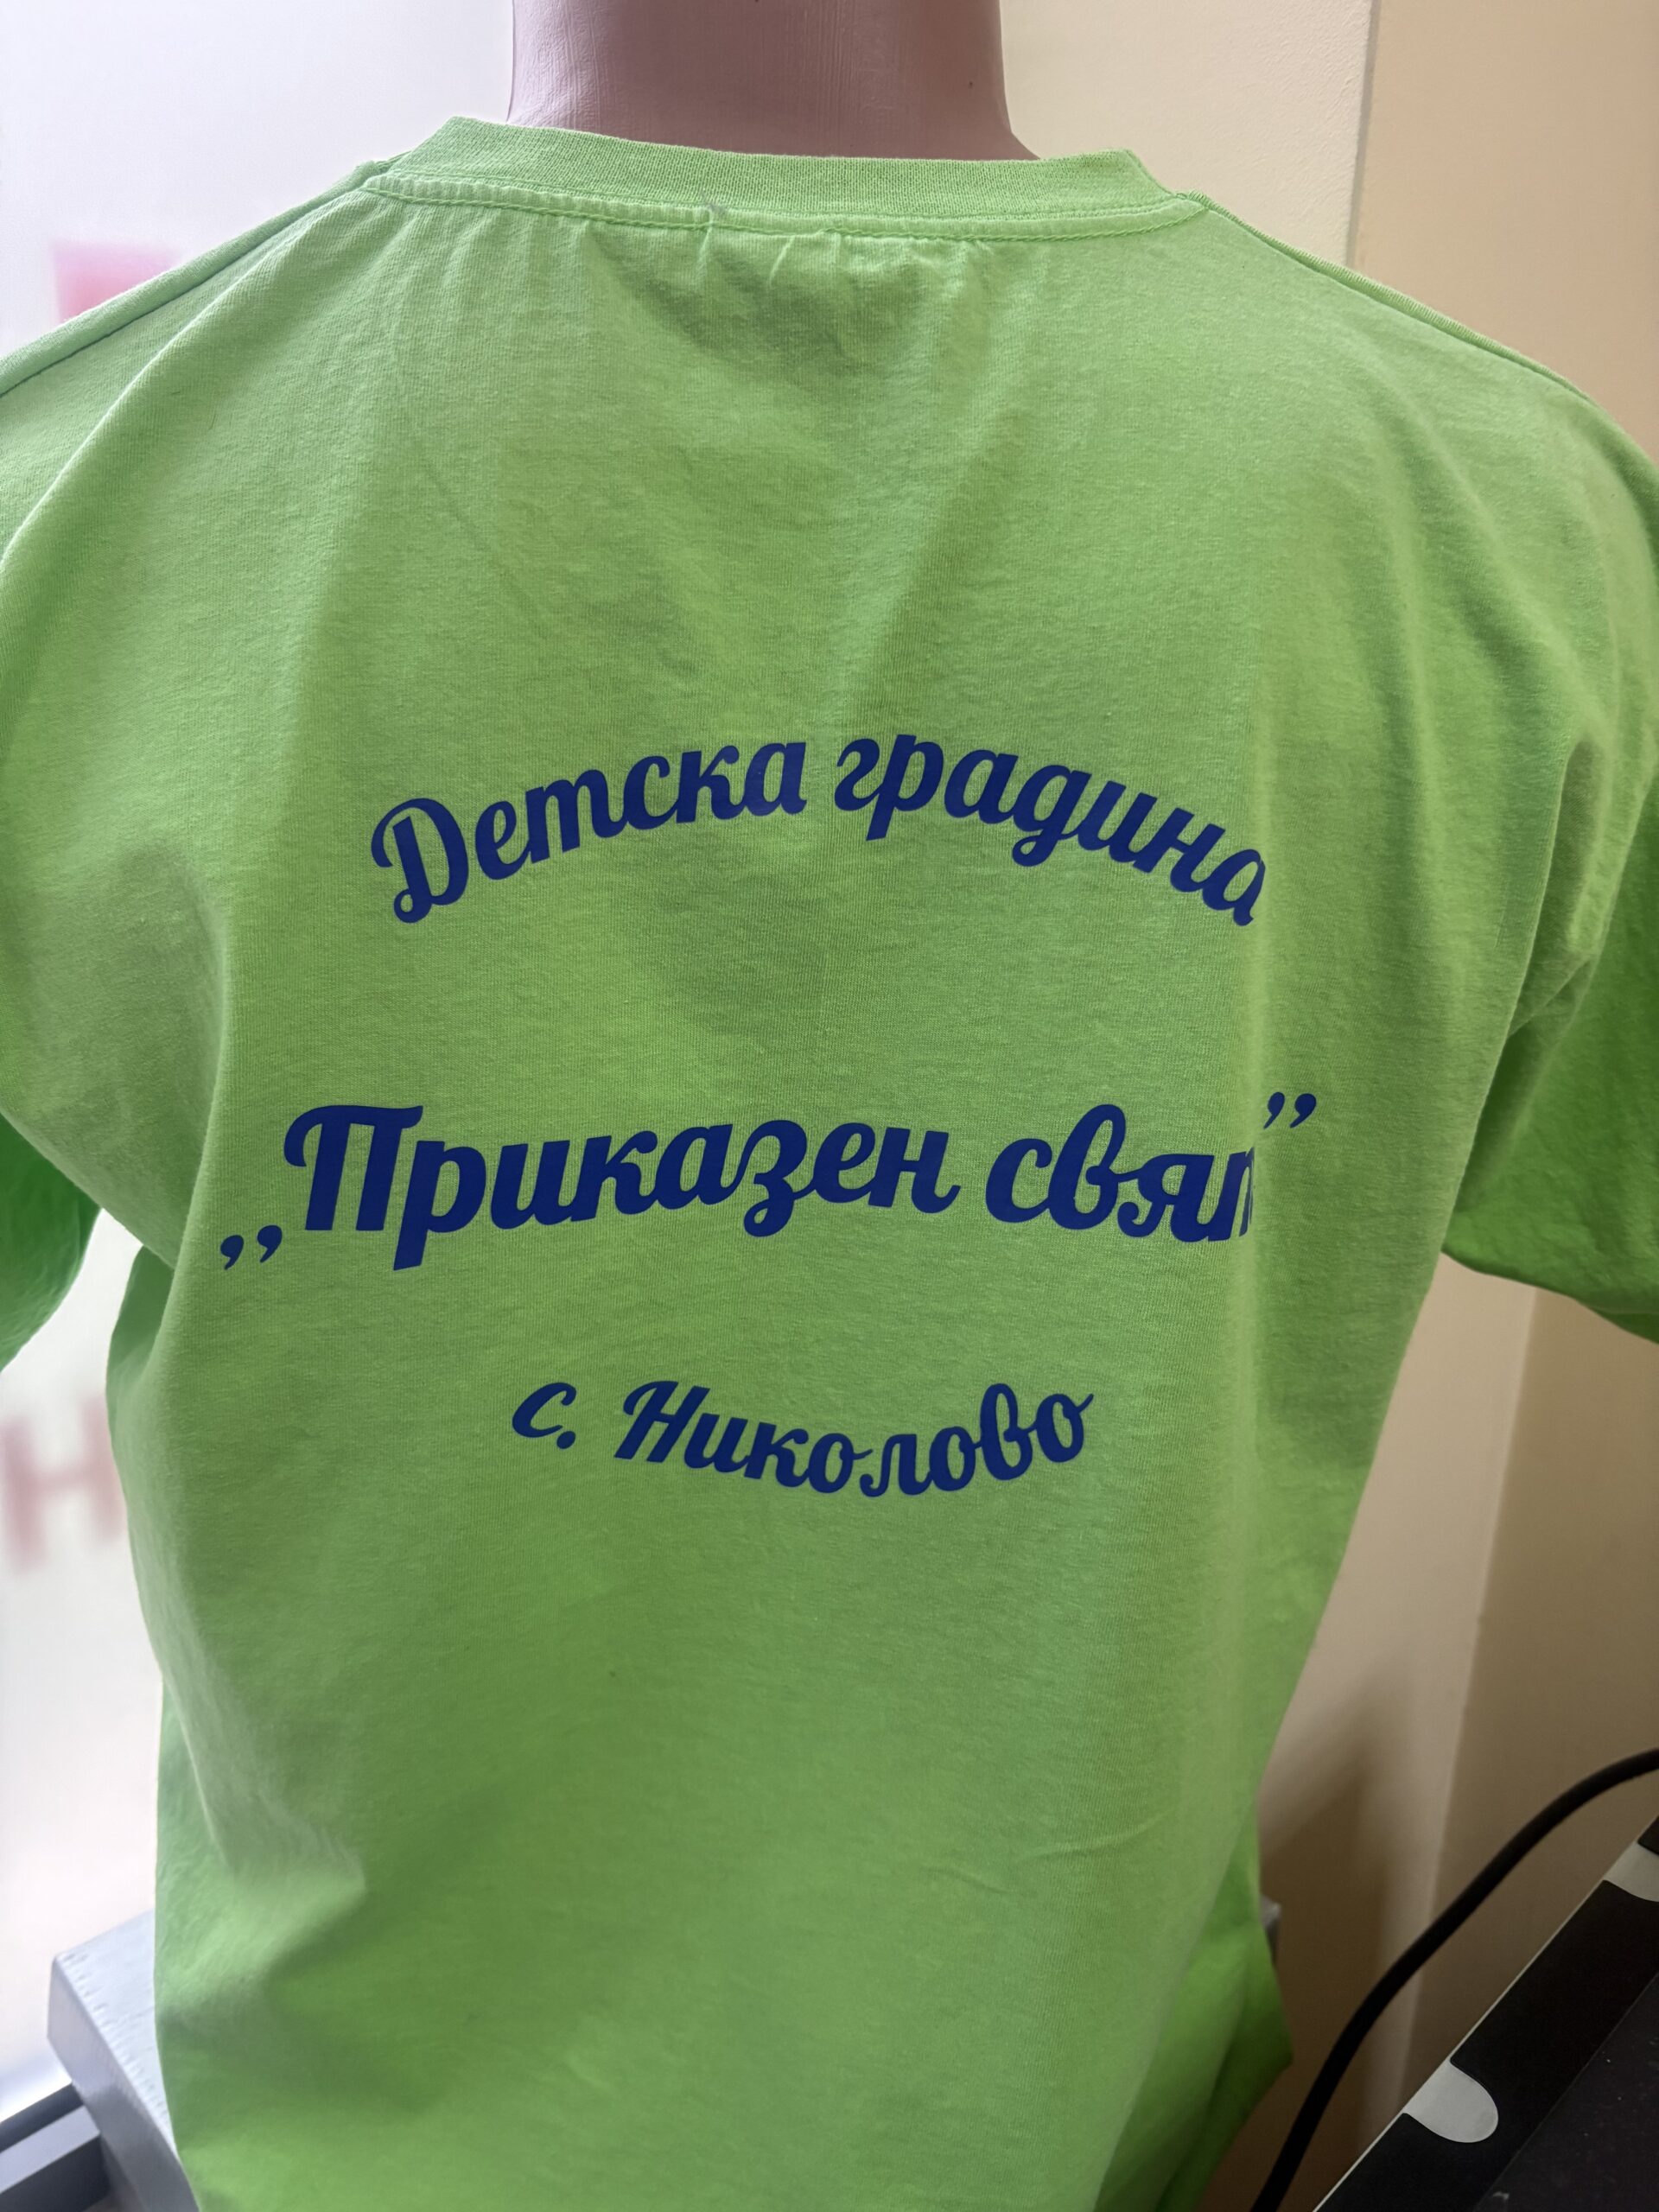 Детска градина
„Приказен свят”
с. Николово